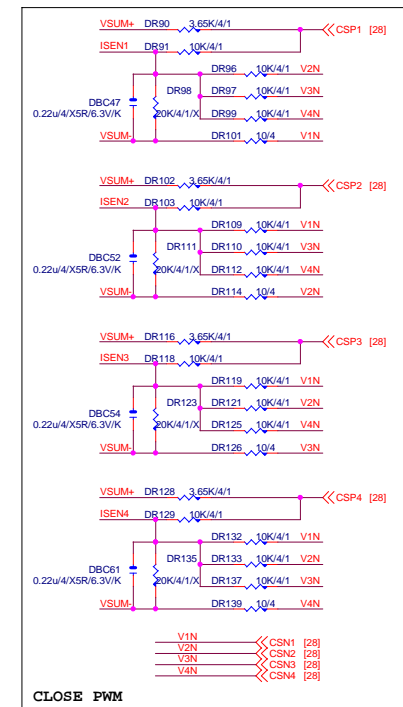 VSUM+ DR90 3.65K/4/1 CSP1 [28]
ISEN1 DR91 10K/4/1
DR96 10K/4/1 V2N
DR98 DR97 10K/4/1 V3N
DBC47
0.22u/4/X5R/6.3V/K 20K/4/1/X DR99 10K/4/1 V4N
VSUM- DR101 10/4 V1N
VSUM+ DR102 3.65K/4/1 CSP2 [28]
ISEN2 DR103 10K/4/1
DR109 10K/4/1 V1N
DR111 DR110 10K/4/1 V3N
DBC52
0.22u/4/X5R/6.3V/K 20K/4/1/X DR112 10K/4/1 V4N
VSUM- DR114 10/4 V2N
VSUM+ DR116 3.65K/4/1 CSP3 [28]
ISEN3 DR118 10K/4/1
DR119 10K/4/1 V1N
DR123 DR121 10K/4/1 V2N
DBC54
0.22u/4/X5R/6.3V/K 20K/4/1/X DR125 10K/4/1 V4N
VSUM- DR126 10/4 V3N
VSUM+ DR128 3.65K/4/1 CSP4 [28]
ISEN4 DR129 10K/4/1
DR132 10K/4/1 V1N
DR135 DR133 10K/4/1 V2N
DBC61
0.22u/4/X5R/6.3V/K 20K/4/1/X DR137 10K/4/1 V3N
VSUM- DR139 10/4 V4N
V1N CSN1 [28]
V2N CSN2 [28]
V3N CSN3 [28]
V4N CSN4 [28]
CLOSE PWM